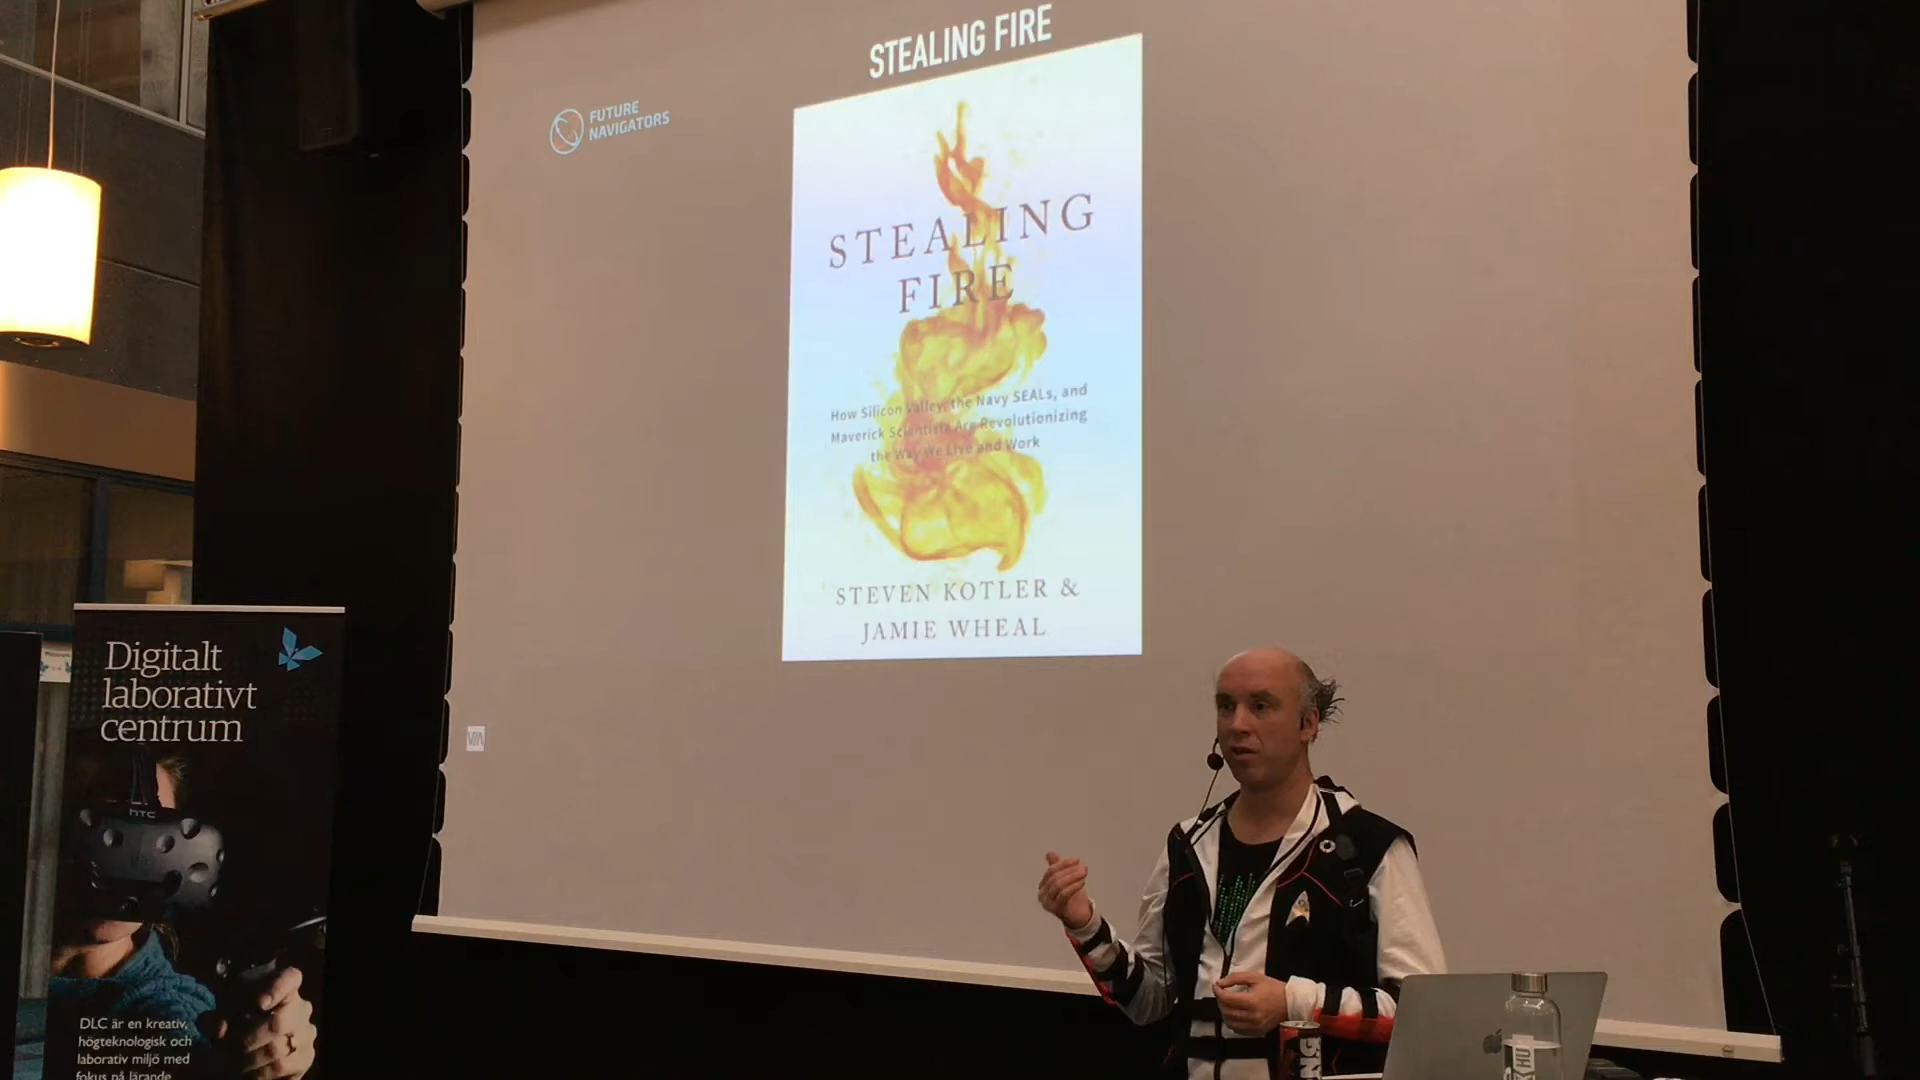 STEALING FIRE
FUTURE
NAVIGATORS
STEALING
FIRE
How Silicon Valley, the Navy SEALs, and
Maverick Scientists Are Revolutionizing
the Way We Live and Work
STEVEN KOTLER &
JAMIE WHEAL
Digitalt
laborativt
centrum
hTC
DLC är en kreativ,
högteknologisk och
laborativ miljö med
fokus på lärande